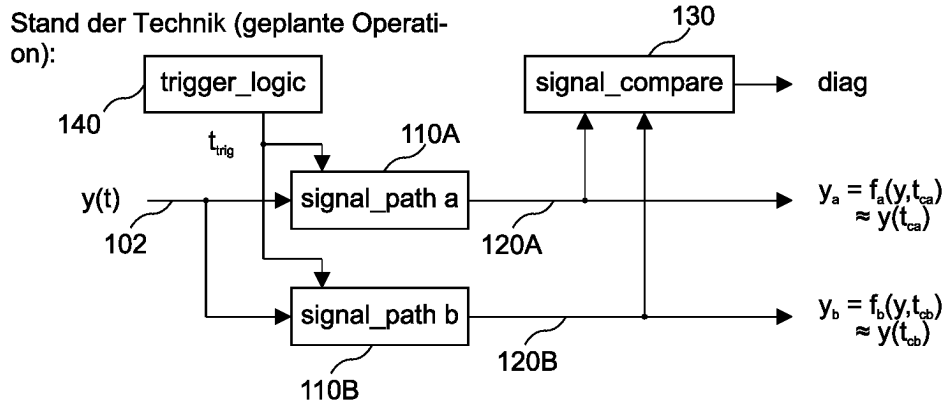 Stand der Technik (geplante Operati-
on):
130
trigger_logic
signal_compare
diag
140
t_trig
110A
y(t)
signal_path a
y_a = f_a(y,t_ca)
≈ y(t_ca)
102
120A
signal_path b
y_b = f_b(y,t_cb)
≈ y(t_cb)
110B
120B